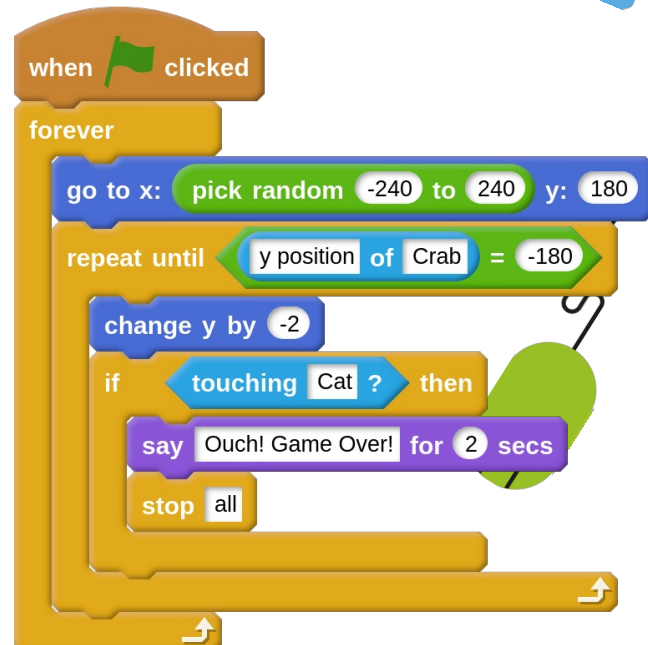 when clicked
forever
go to x: pick random -240 to 240 y: 180
repeat until y position of Crab = -180
change y by -2
if touching Cat ? then
say Ouch! Game Over! for 2 secs
stop all